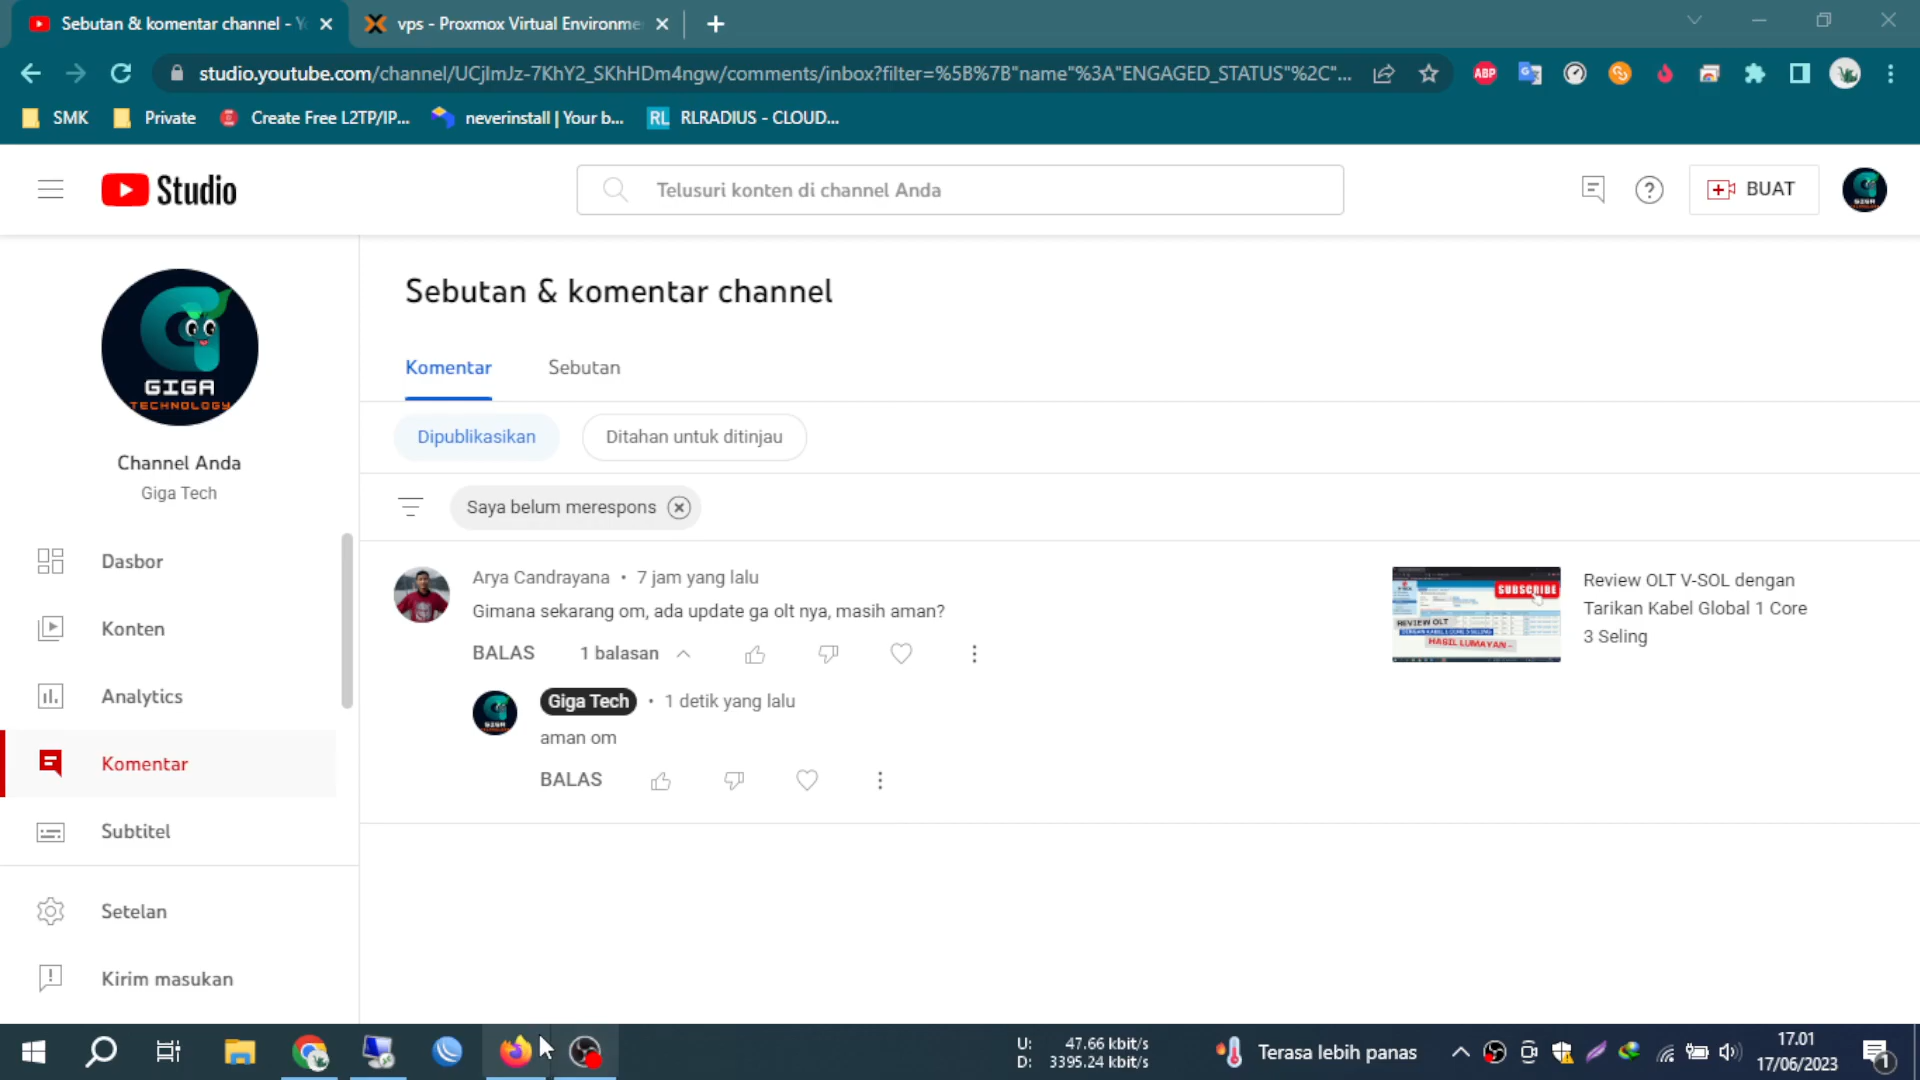 Sebutan & komentar channel - Y
vps - Proxmox Virtual Environme
studio.youtube.com/channel/UCjlmJz-7KhY2_SKhHDm4ngw/comments/inbox?filter=%5B%7B"name"%3A"ENGAGED_STATUS"%2C"...
ABP
SMK
Private
Create Free L2TP/IP...
neverinstall | Your b...
RL
RLRADIUS - CLOUD...
Studio
Telusuri konten di channel Anda
BUAT
GIGA
TECHNOLOGY
Channel Anda
Giga Tech
Dasbor
Konten
Analytics
Komentar
Subtitel
Setelan
Kirim masukan
Sebutan & komentar channel
Komentar
Sebutan
Dipublikasikan
Ditahan untuk ditinjau
Saya belum merespons
Arya Candrayana • 7 jam yang lalu
Gimana sekarang om, ada update ga olt nya, masih aman?
BALAS
1 balasan
Giga Tech • 1 detik yang lalu
aman om
BALAS
SUBSCRIBE
REVIEW OLT
HASIL LUMAYAN -
Review OLT V-SOL dengan
Tarikan Kabel Global 1 Core
3 Seling
U: 47.66 kbit/s
D: 3395.24 kbit/s
Terasa lebih panas
17.01
17/06/2023
1